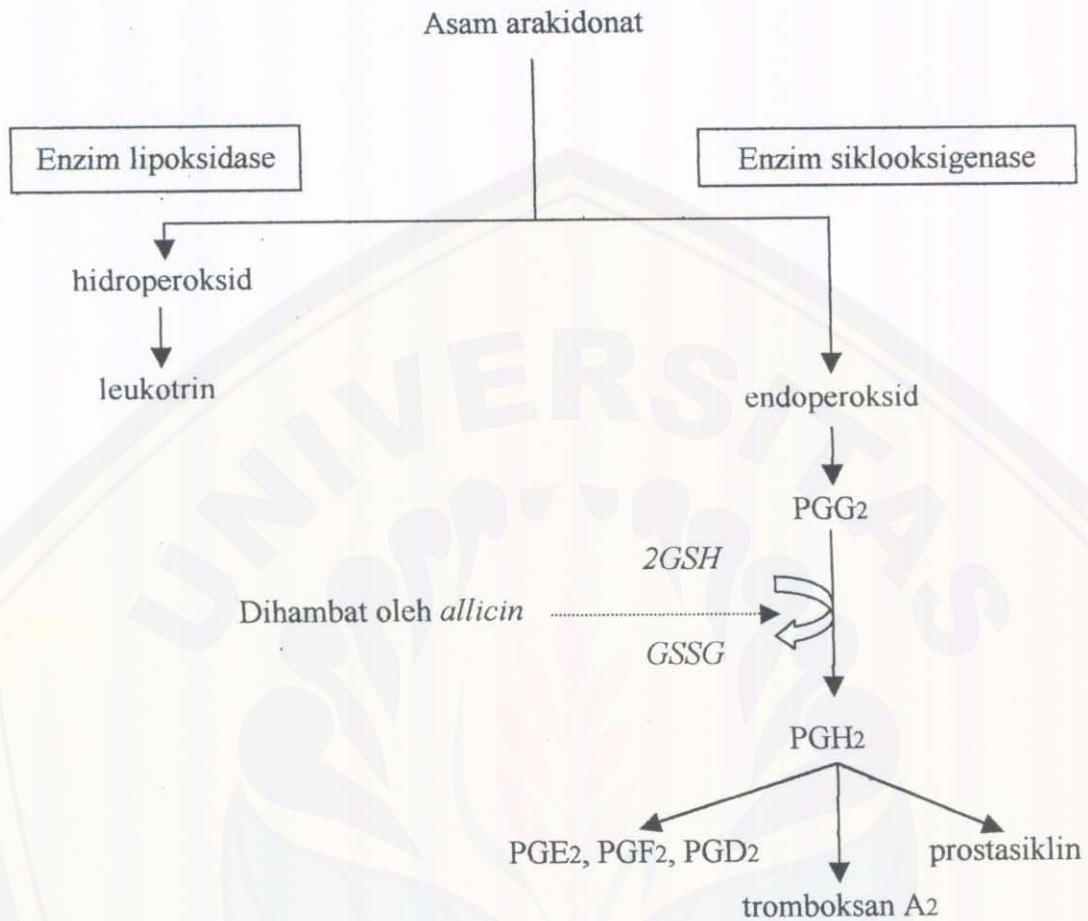 Asam arakidonat
Enzim lipoksidase
Enzim siklooksigenase
hidroperoksid
leukotrin
endoperoksid
PGG2
2GSH
Dihambat oleh allicin
GSSG
PGH2
PGE2, PGF2, PGD2
prostasiklin
tromboksan A2
UNIVERSITAS